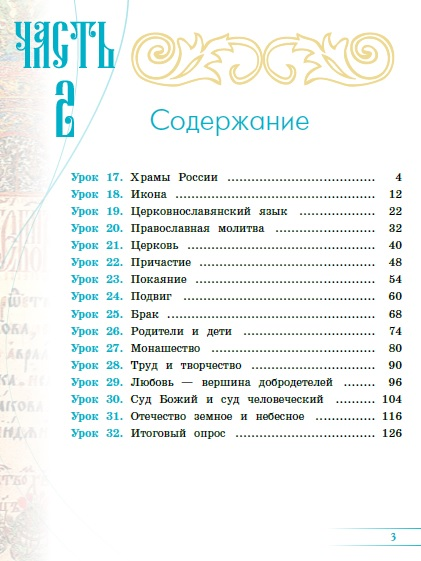 ЧАСТЬ
2
Содержание
Урок 17. Храмы России ........ 4
Урок 18. Икона ........ 12
Урок 19. Церковнославянский язык ........ 22
Урок 20. Православная молитва ........ 32
Урок 21. Церковь ........ 40
Урок 22. Причастие ........ 48
Урок 23. Покаяние ........ 54
Урок 24. Подвиг ........ 60
Урок 25. Брак ........ 68
Урок 26. Родители и дети ........ 74
Урок 27. Монашество ........ 80
Урок 28. Труд и творчество ........ 90
Урок 29. Любовь — вершина добродетелей ........ 96
Урок 30. Суд Божий и суд человеческий ........ 104
Урок 31. Отечество земное и небесное ........ 116
Урок 32. Итоговый опрос ........ 126
3